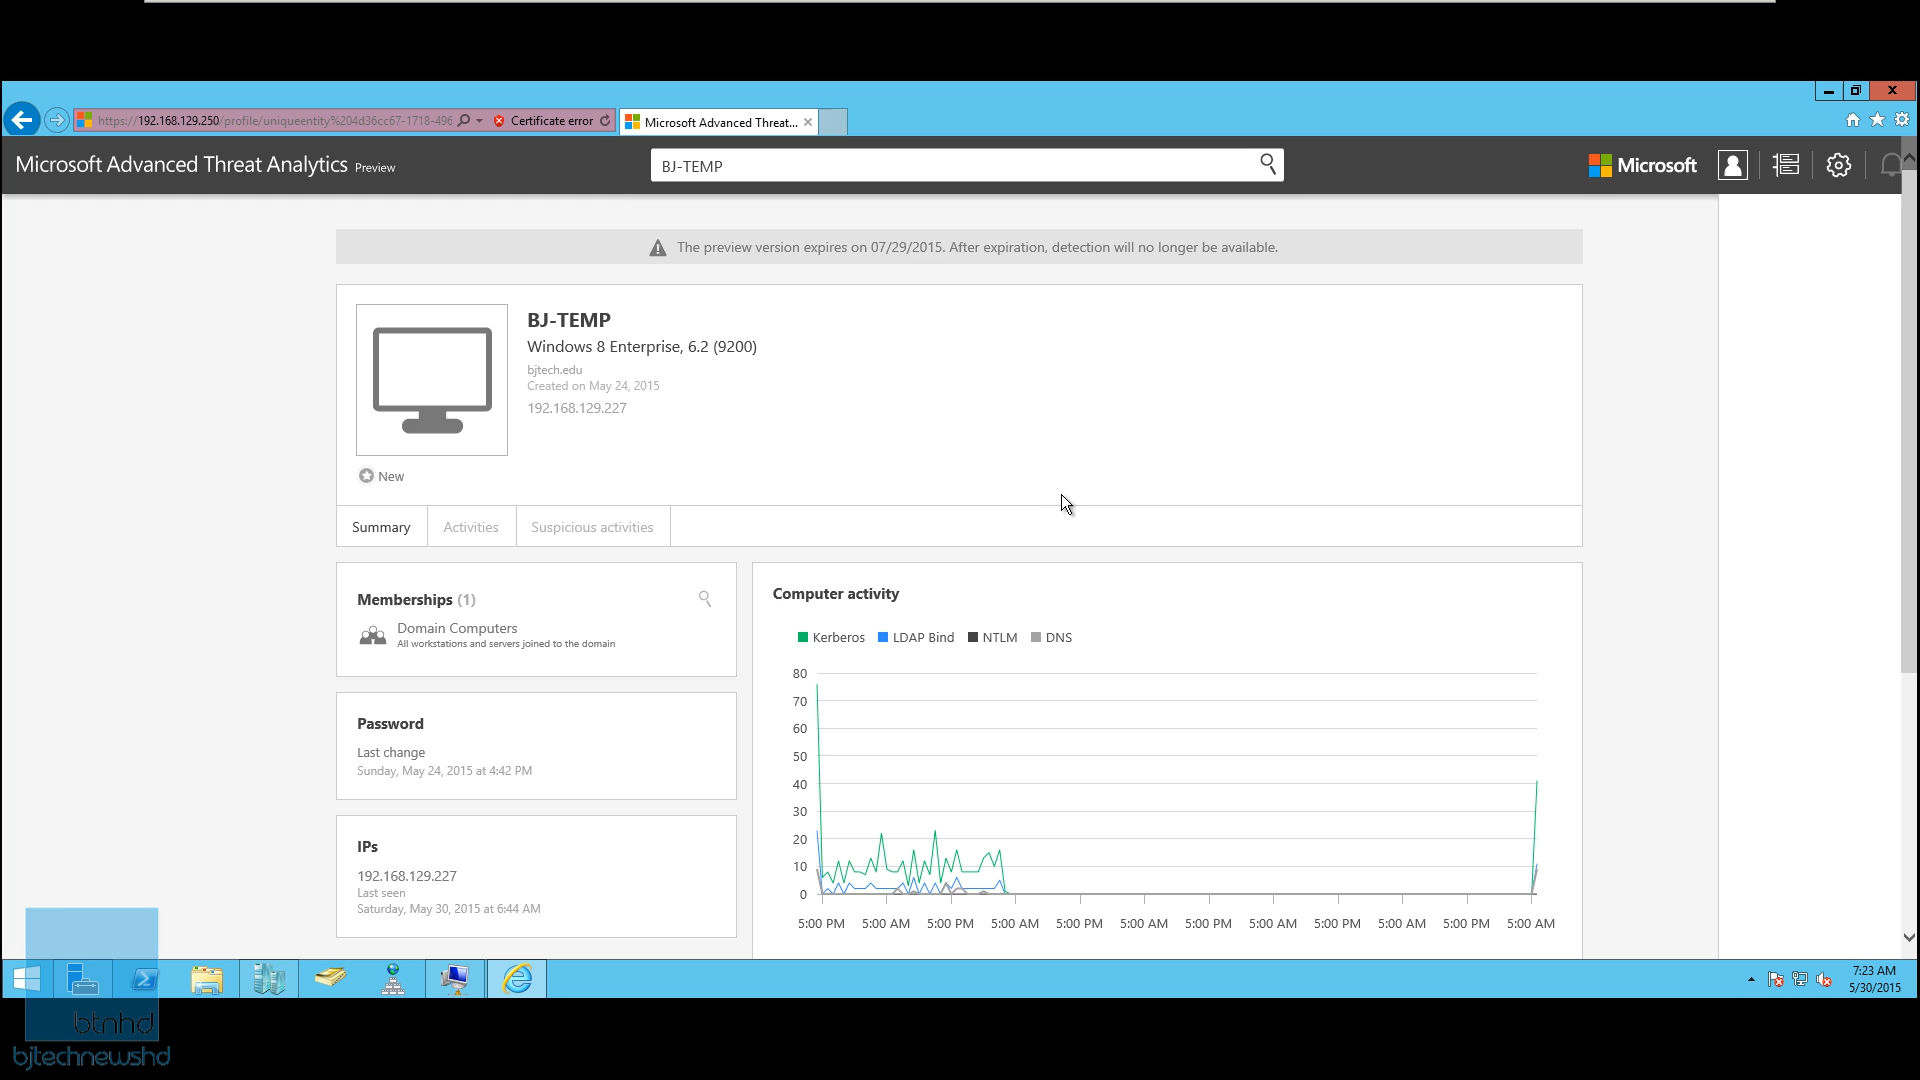 https://192.168.129.250/profile/uniqueentity%204d36cc67-1718-496
Certificate error
Microsoft Advanced Threat...
Microsoft Advanced Threat Analytics Preview
BJ-TEMP
Microsoft
The preview version expires on 07/29/2015. After expiration, detection will no longer be available.
BJ-TEMP
Windows 8 Enterprise, 6.2 (9200)
bjtech.edu
Created on May 24, 2015
192.168.129.227
New
Summary
Activities
Suspicious activities
Memberships (1)
Domain Computers
All workstations and servers joined to the domain
Password
Last change
Sunday, May 24, 2015 at 4:42 PM
IPs
192.168.129.227
Last seen
Saturday, May 30, 2015 at 6:44 AM
Computer activity
Kerberos LDAP Bind NTLM DNS
80
70
60
50
40
30
20
10
0
5:00 PM 5:00 AM 5:00 PM 5:00 AM 5:00 PM 5:00 AM 5:00 PM 5:00 AM 5:00 PM 5:00 AM 5:00 PM 5:00 AM
7:23 AM
5/30/2015
btnhd
bjtechnewshd